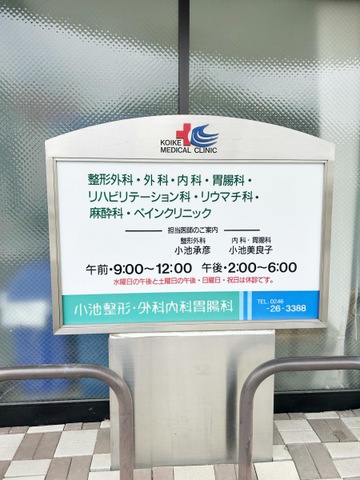 KOIKE
MEDICAL CLINIC
整形外科・外科・内科・胃腸科・
リハビリテーション科・リウマチ科・
麻酔科・ペインクリニック
担当医師のご案内
整形外科 内科・胃腸科
小池承彦 小池美良子
午前・9:00〜12:00 午後・2:00〜6:00
水曜日の午後と土曜日の午後・日曜日・祝日は休診です。
小池整形・外科内科胃腸科
TEL.0246
-26-3388